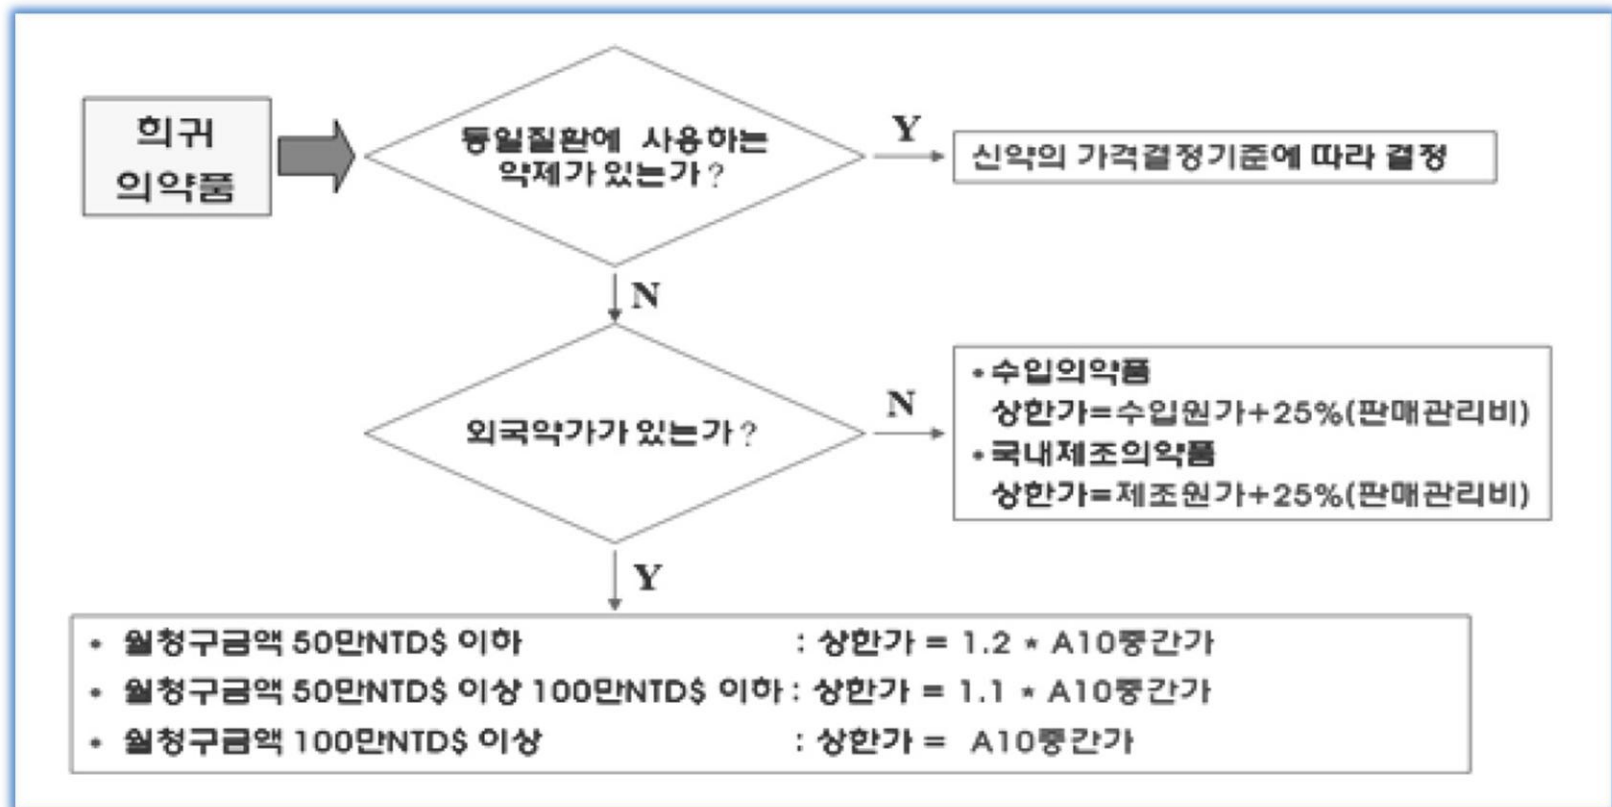 희귀
의약품
동일질환에 사용하는
약제가 있는가?
Y
신약의 가격결정기준에 따라 결정
N
외국약가가 있는가?
N
• 수입의약품
상한가=수입원가+25%(판매관리비)
• 국내제조의약품
상한가=제조원가+25%(판매관리비)
Y
• 월청구금액 50만NTD$ 이하 : 상한가 = 1.2 * A10중간가
• 월청구금액 50만NTD$ 이상 100만NTD$ 이하 : 상한가 = 1.1 * A10중간가
• 월청구금액 100만NTD$ 이상 : 상한가 = A10중간가